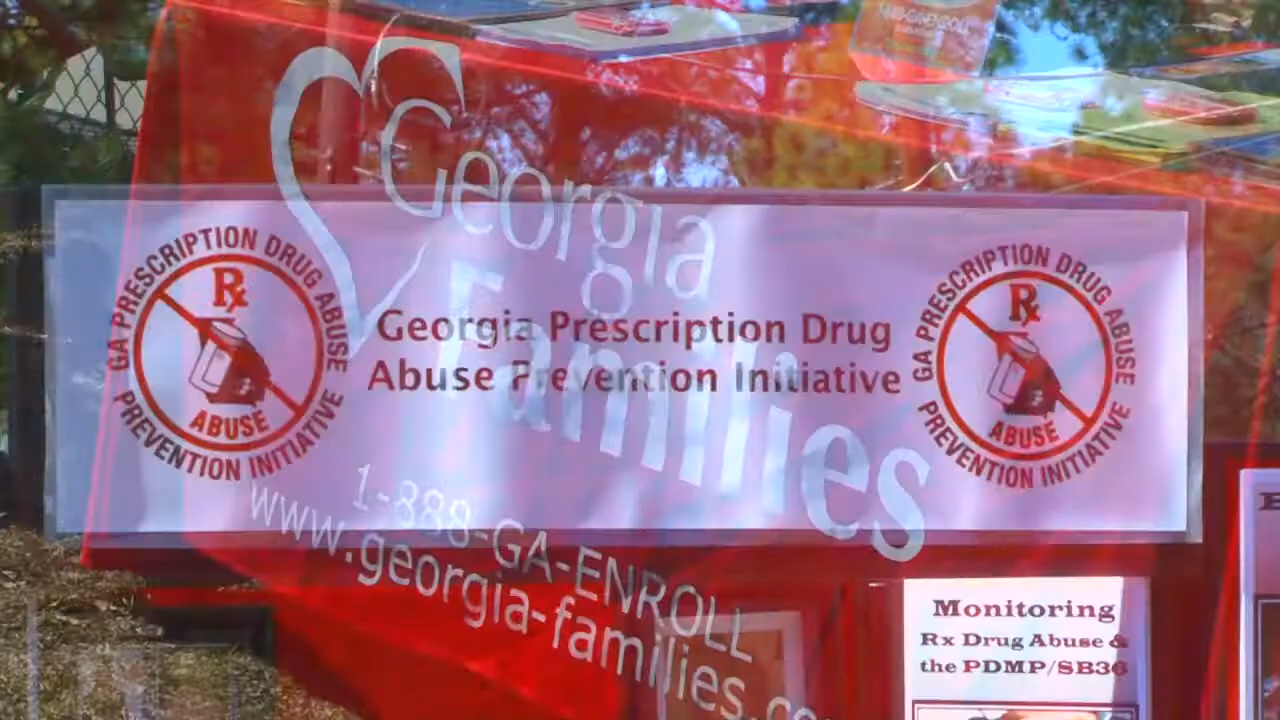 Georgia
Families
1-888-GA-ENROLL
www.georgia-families.co
GA PRESCRIPTION DRUG ABUSE
PREVENTION INITIATIVE
Rx
ABUSE
Georgia Prescription Drug
Abuse Prevention Initiative
GA PRESCRIPTION DRUG ABUSE
PREVENTION INITIATIVE
Rx
ABUSE
Monitoring
Rx Drug Abuse &
the PDMP/SB36